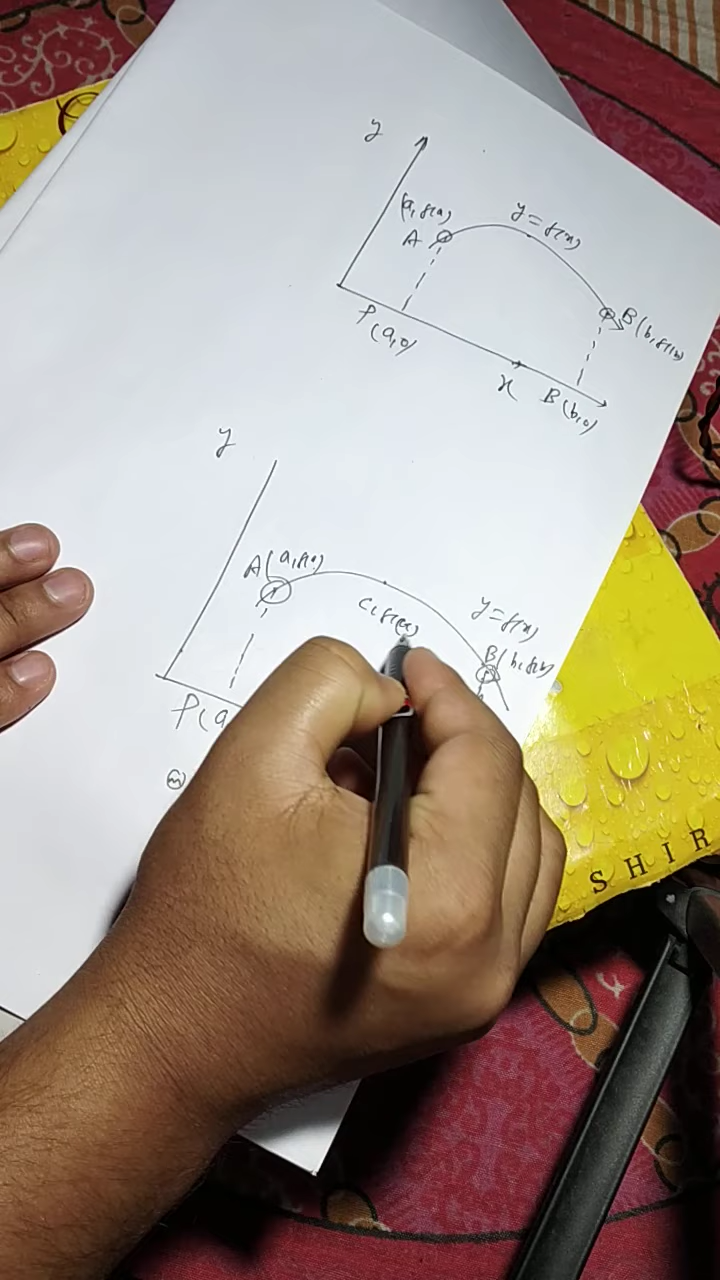 y
(a, f(a))
y = f(x)
A
B(b, f(b))
P(a,0)
x
B(b,0)
y
A(a, f(a))
C(c, f(c))
y = f(x)
B(b, f(b))
P(a
SHIR